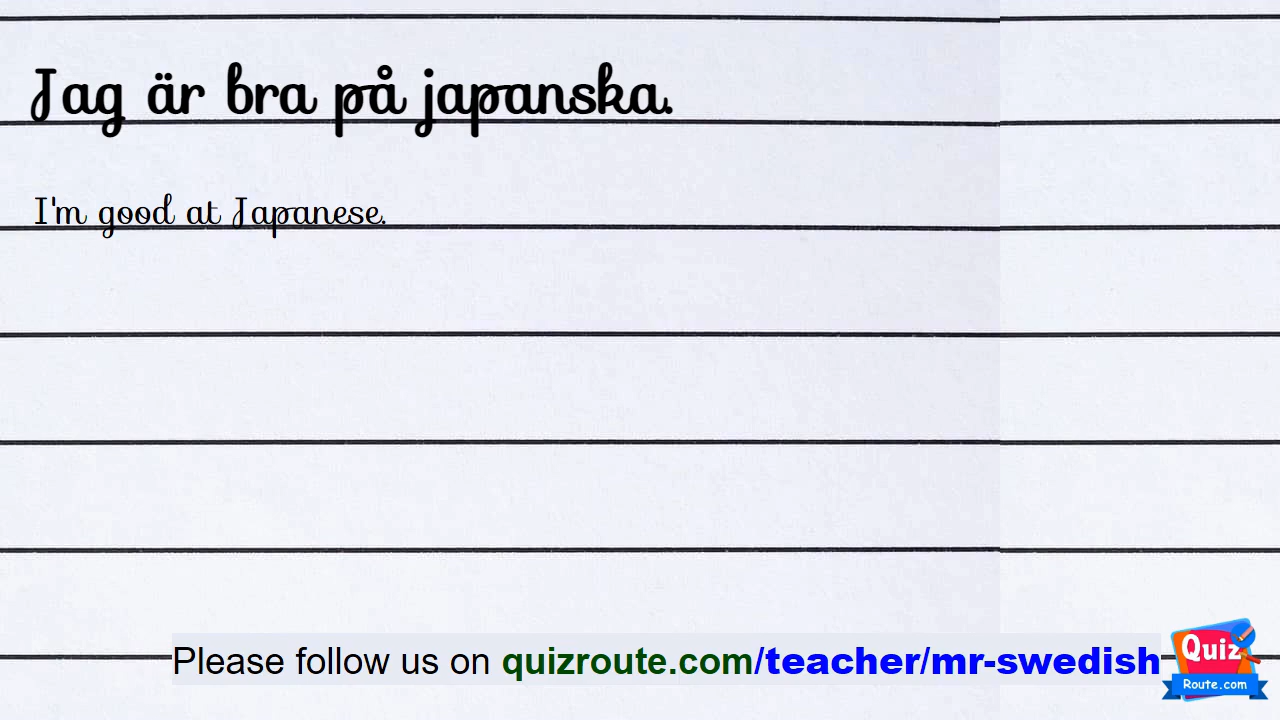 Jag är bra på japanska.
I'm good at Japanese.
Please follow us on quizroute.com/teacher/mr-swedish
Quiz
Route.com